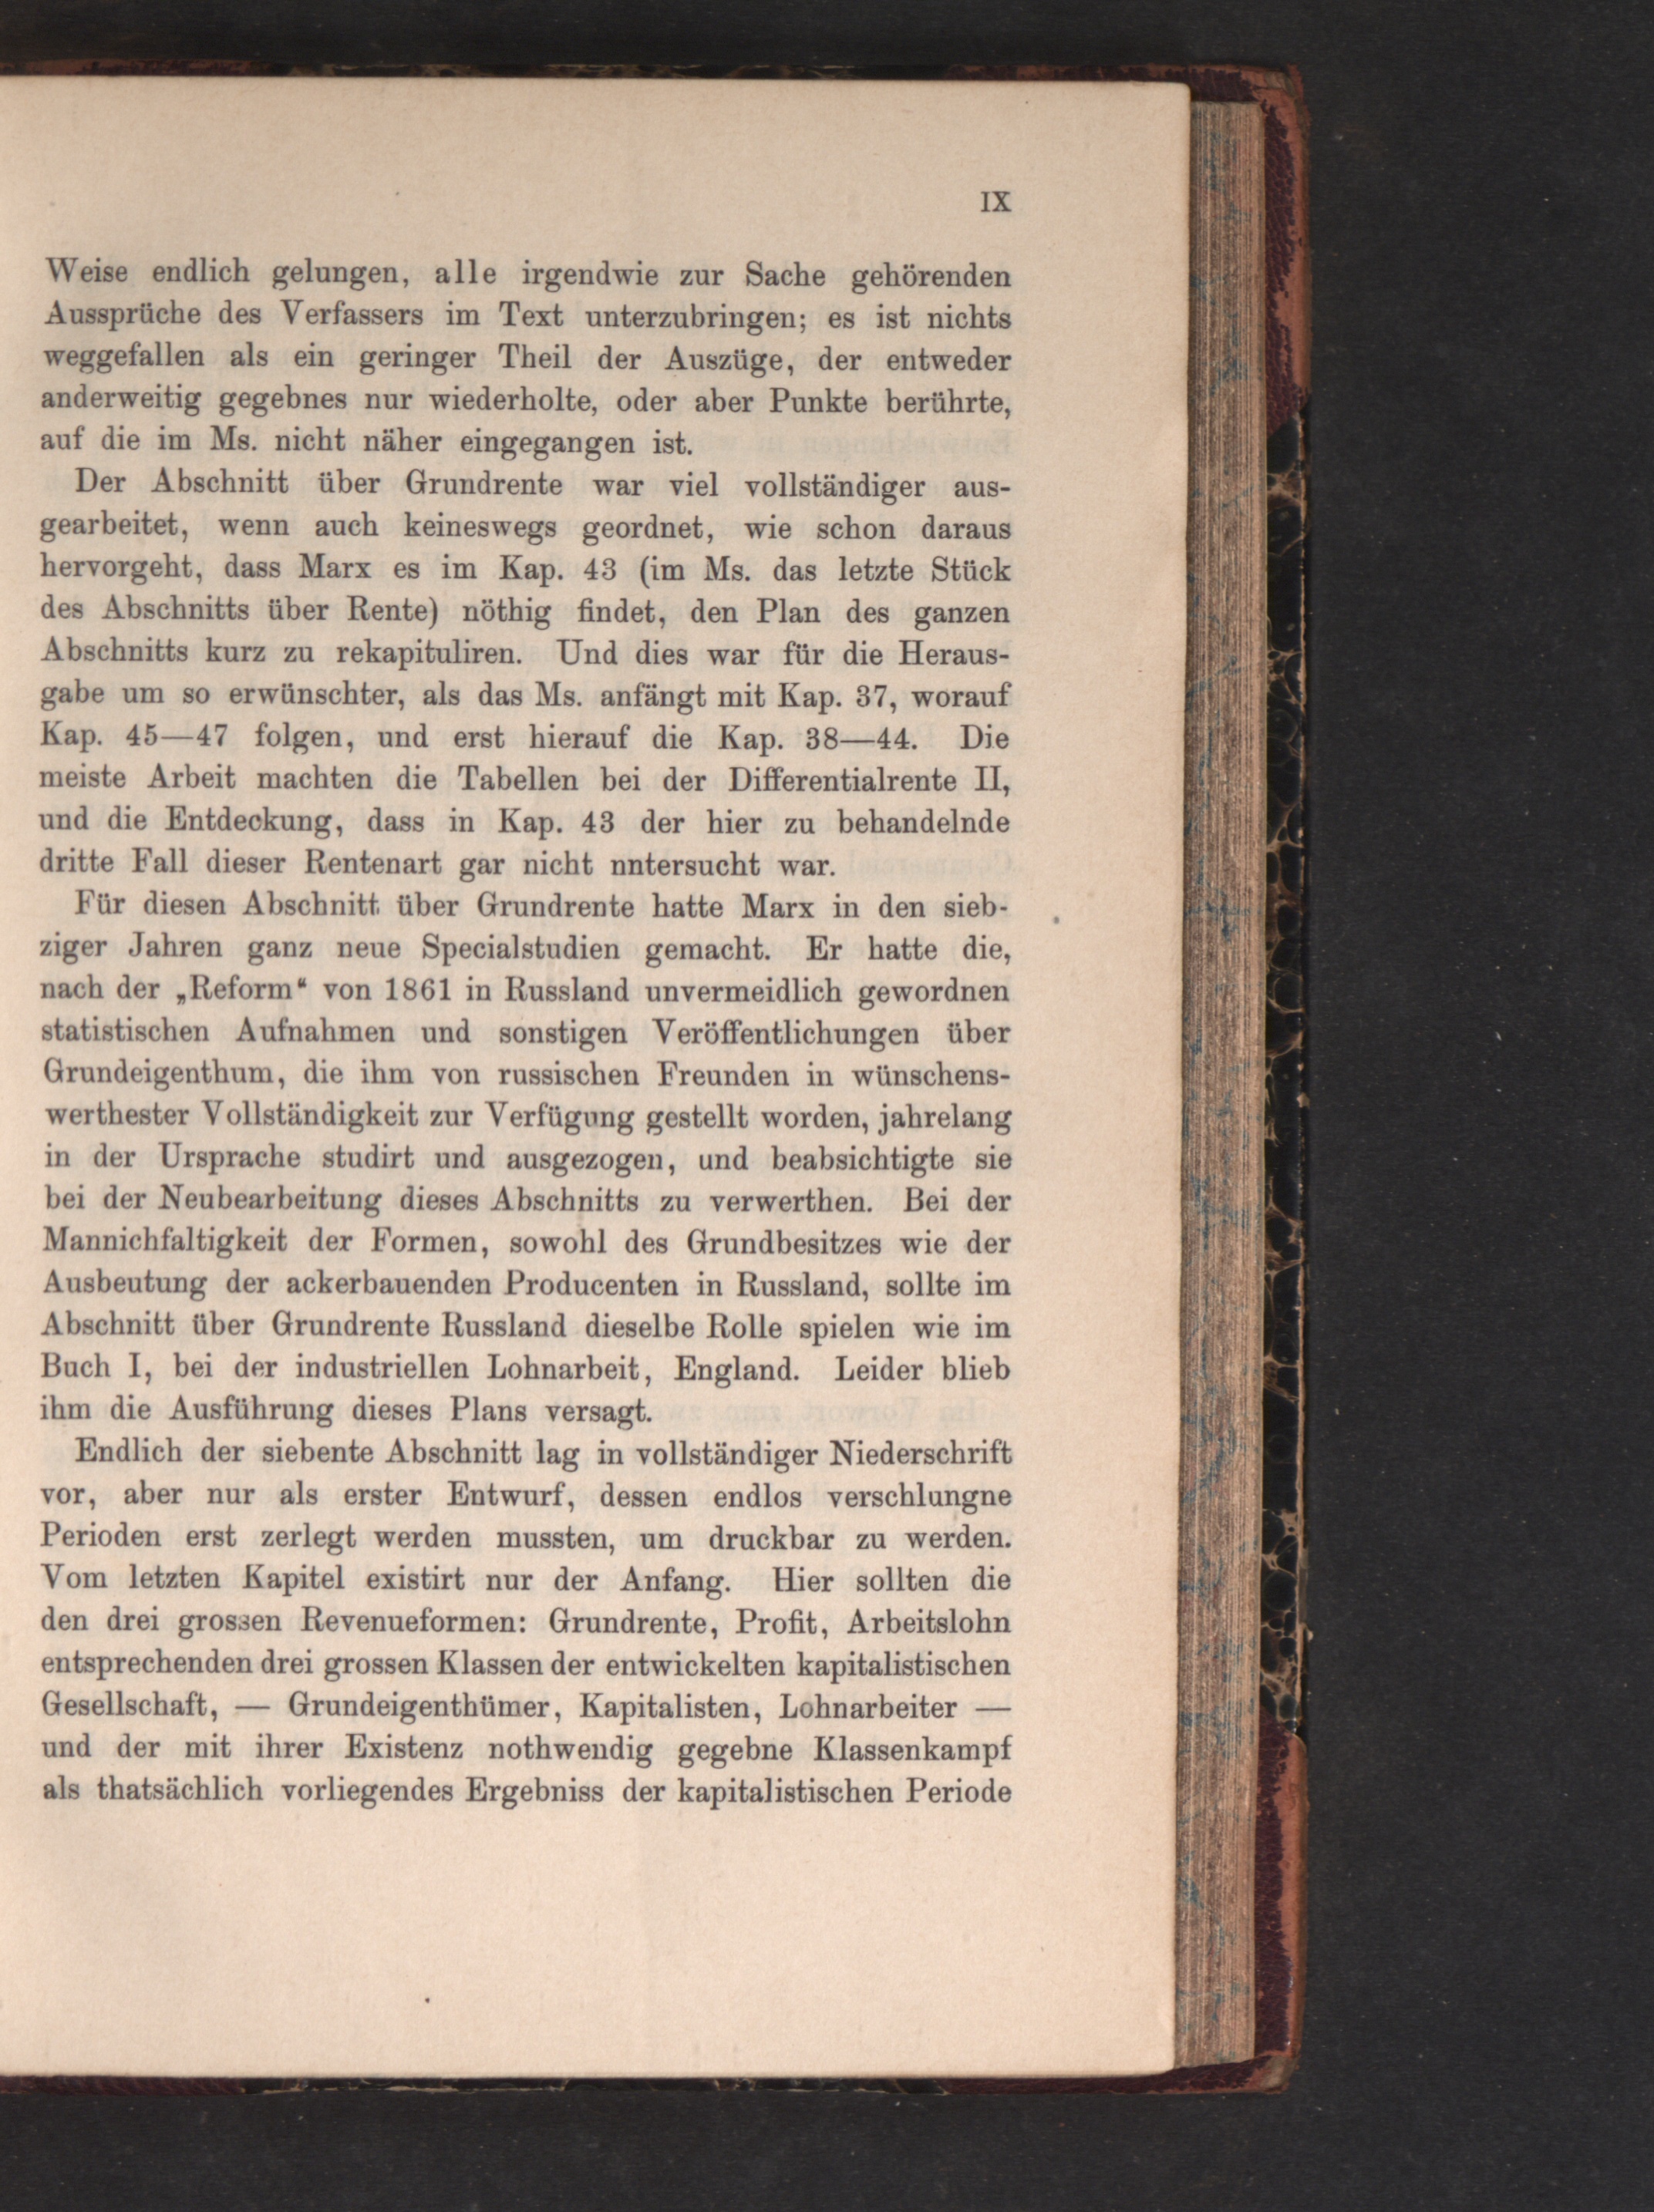 IX
Weise endlich gelungen, alle irgendwie zur Sache gehörenden
Aussprüche des Verfassers im Text unterzubringen; es ist nichts
weggefallen als ein geringer Theil der Auszüge, der entweder
anderweitig gegebnes nur wiederholte, oder aber Punkte berührte,
auf die im Ms. nicht näher eingegangen ist.
Der Abschnitt über Grundrente war viel vollständiger aus-
gearbeitet, wenn auch keineswegs geordnet, wie schon daraus
hervorgeht, dass Marx es im Kap. 43 (im Ms. das letzte Stück
des Abschnitts über Rente) nöthig findet, den Plan des ganzen
Abschnitts kurz zu rekapituliren. Und dies war für die Heraus-
gabe um so erwünschter, als das Ms. anfängt mit Kap. 37, worauf
Kap. 45—47 folgen, und erst hierauf die Kap. 38—44. Die
meiste Arbeit machten die Tabellen bei der Differentialrente II,
und die Entdeckung, dass in Kap. 43 der hier zu behandelnde
dritte Fall dieser Rentenart gar nicht nntersucht war.
Für diesen Abschnitt über Grundrente hatte Marx in den sieb-
ziger Jahren ganz neue Specialstudien gemacht. Er hatte die,
nach der „Reform“ von 1861 in Russland unvermeidlich gewordnen
statistischen Aufnahmen und sonstigen Veröffentlichungen über
Grundeigenthum, die ihm von russischen Freunden in wünschens-
werthester Vollständigkeit zur Verfügung gestellt worden, jahrelang
in der Ursprache studirt und ausgezogen, und beabsichtigte sie
bei der Neubearbeitung dieses Abschnitts zu verwerthen. Bei der
Mannichfaltigkeit der Formen, sowohl des Grundbesitzes wie der
Ausbeutung der ackerbauenden Producenten in Russland, sollte im
Abschnitt über Grundrente Russland dieselbe Rolle spielen wie im
Buch I, bei der industriellen Lohnarbeit, England. Leider blieb
ihm die Ausführung dieses Plans versagt.
Endlich der siebente Abschnitt lag in vollständiger Niederschrift
vor, aber nur als erster Entwurf, dessen endlos verschlungne
Perioden erst zerlegt werden mussten, um druckbar zu werden.
Vom letzten Kapitel existirt nur der Anfang. Hier sollten die
den drei grossen Revenueformen: Grundrente, Profit, Arbeitslohn
entsprechenden drei grossen Klassen der entwickelten kapitalistischen
Gesellschaft, — Grundeigenthümer, Kapitalisten, Lohnarbeiter —
und der mit ihrer Existenz nothwendig gegebne Klassenkampf
als thatsächlich vorliegendes Ergebniss der kapitalistischen Periode